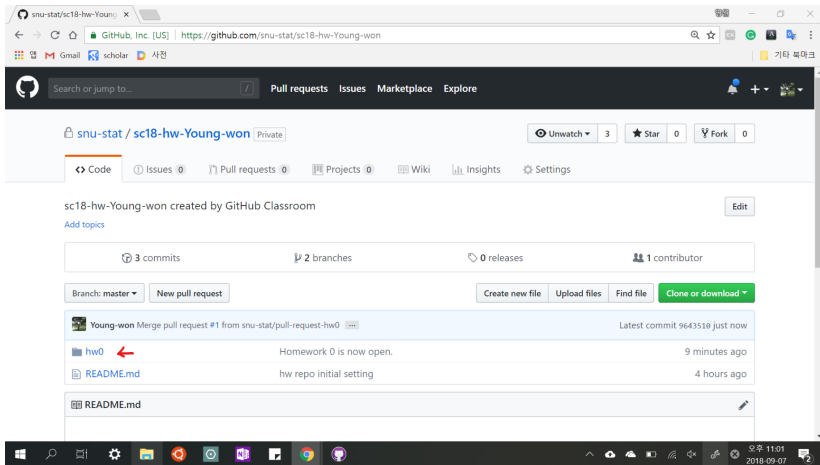 snu-stat/sc18-hw-Young
GitHub, Inc. [US] | https://github.com/snu-stat/sc18-hw-Young-won
앱 Gmail scholar 사전 기타 북마크
Search or jump to... / Pull requests Issues Marketplace Explore
snu-stat / sc18-hw-Young-won Private Unwatch 3 Star 0 Fork 0
Code Issues 0 Pull requests 0 Projects 0 Wiki Insights Settings
sc18-hw-Young-won created by GitHub Classroom Edit
Add topics
3 commits 2 branches 0 releases 1 contributor
Branch: master New pull request Create new file Upload files Find file Clone or download
Young-won Merge pull request #1 from snu-stat/pull-request-hw0 ... Latest commit 9643510 just now
hw0 Homework 0 is now open. 9 minutes ago
README.md hw repo initial setting 4 hours ago
README.md
오후 11:01
2018-09-07